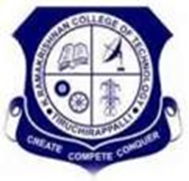 K.RAMAKRISHNAN COLLEGE OF TECHNOLOGY
TIRUCHIRAPPALLI
CREATE COMPETE CONQUER